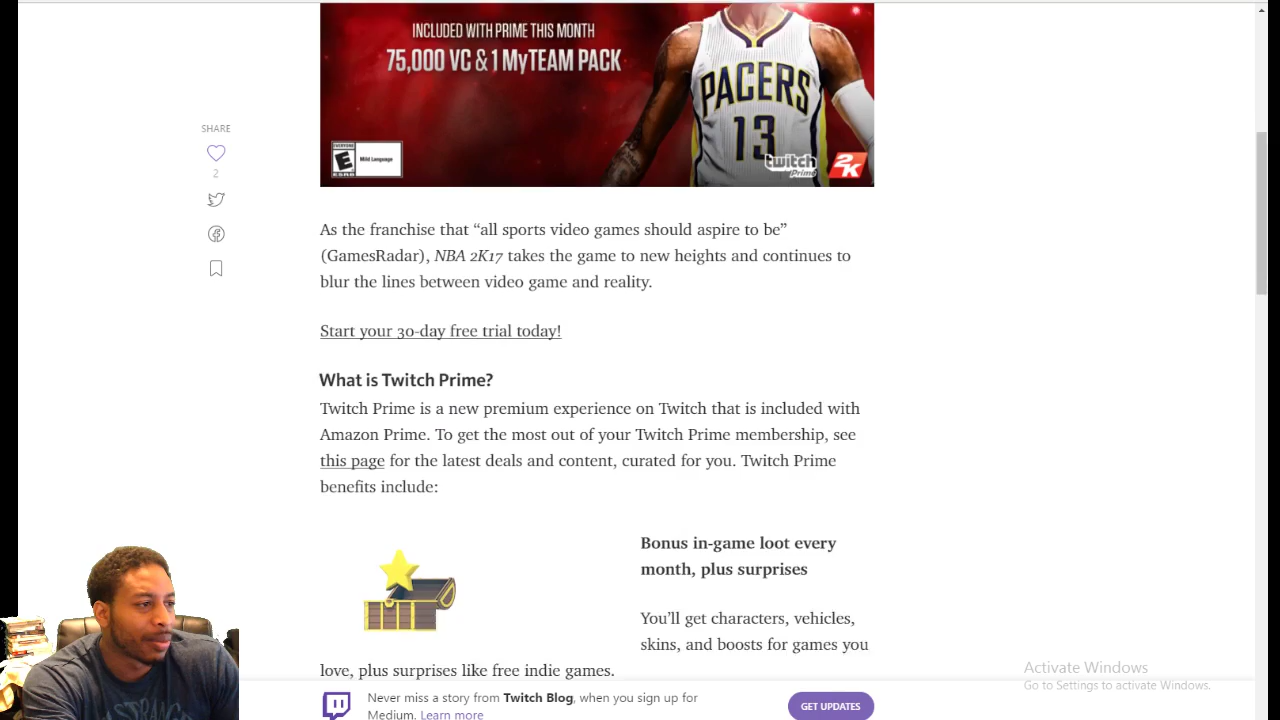 INCLUDED WITH PRIME THIS MONTH
75,000 VC & 1 MyTEAM PACK
PACERS
13
EVERYONE
E
ESRB
Mild Language
twitch
Prime
2K
SHARE
2
As the franchise that “all sports video games should aspire to be”
(GamesRadar), NBA 2K17 takes the game to new heights and continues to
blur the lines between video game and reality.
Start your 30-day free trial today!
What is Twitch Prime?
Twitch Prime is a new premium experience on Twitch that is included with
Amazon Prime. To get the most out of your Twitch Prime membership, see
this page for the latest deals and content, curated for you. Twitch Prime
benefits include:
Bonus in-game loot every
month, plus surprises
You’ll get characters, vehicles,
skins, and boosts for games you
love, plus surprises like free indie games.
Never miss a story from Twitch Blog, when you sign up for
Medium. Learn more
GET UPDATES
Activate Windows
Go to Settings to activate Windows.